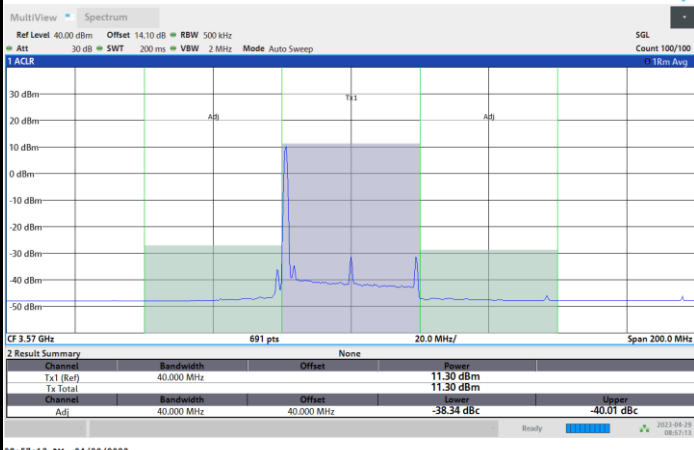 MultiView Spectrum
Ref Level 40.00 dBm Offset 14.10 dB RBW 500 kHz SGL
Att 30 dB SWT 200 ms VBW 2 MHz Mode Auto Sweep Count 100/100
1 ACLR 1Rm Avg
30 dBm
Tx1
20 dBm
Adj Adj
10 dBm
0 dBm
-10 dBm
-20 dBm
-30 dBm
-40 dBm
-50 dBm
CF 3.57 GHz 691 pts 20.0 MHz/ Span 200.0 MHz
2 Result Summary None
Channel Bandwidth Offset Power
Tx1 (Ref) 40.000 MHz 11.30 dBm
Tx Total 11.30 dBm
Channel Bandwidth Offset Lower Upper
Adj 40.000 MHz 40.000 MHz -38.34 dBc -40.01 dBc
Ready 2023-04-29
08:57:13